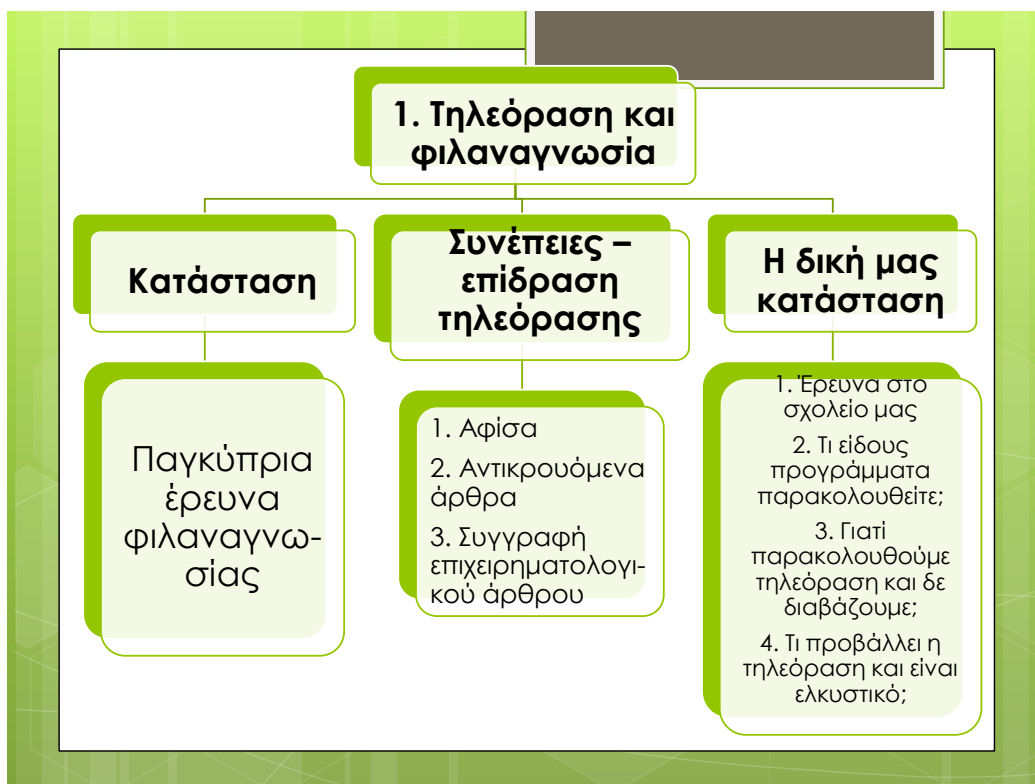 1. Τηλεόραση και
φιλαναγνωσία
Κατάσταση
Παγκύπρια
έρευνα
φιλαναγνω-
σίας
Συνέπειες –
επίδραση
τηλεόρασης
1. Αφίσα
2. Αντικρουόμενα
άρθρα
3. Συγγραφή
επιχειρηματολογι-
κού άρθρου
Η δική μας
κατάσταση
1. Έρευνα στο
σχολείο μας
2. Τι είδους
προγράμματα
παρακολουθείτε;
3. Γιατί
παρακολουθούμε
τηλεόραση και δε
διαβάζουμε;
4. Τι προβάλλει η
τηλεόραση και είναι
ελκυστικό;